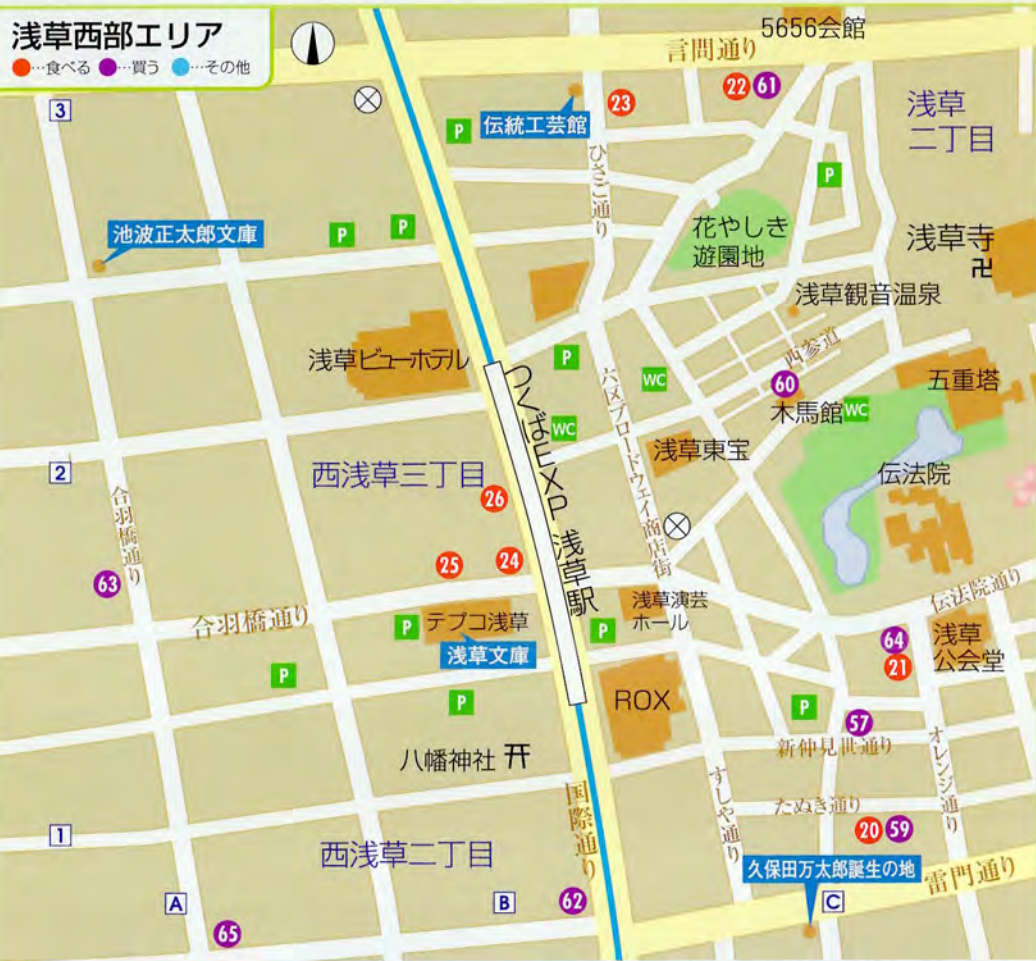 浅草西部エリア
●…食べる ●…買う ●…その他
5656会館
言問通り
3
22
61
23
浅草
二丁目
P
伝統工芸館
ひさご通り
P
池波正太郎文庫
P
P
花やしき
遊園地
浅草寺
卍
浅草観音温泉
浅草ビューホテル
P
西参道
WC
60
五重塔
木馬館
WC
つくばEXP 浅草駅
WC
六区ブロードウェイ商店街
浅草東宝
2
西浅草三丁目
26
伝法院
合羽橋通り
63
25
24
合羽橋通り
P
テプコ浅草
浅草文庫
P
浅草演芸
ホール
伝法院通り
64
21
浅草
公会堂
P
P
ROX
P
57
新仲見世通り
オレンジ通り
八幡神社
すしや通り
たぬき通り
20
59
国際通り
1
西浅草二丁目
久保田万太郎誕生の地
雷門通り
A
B
62
C
65